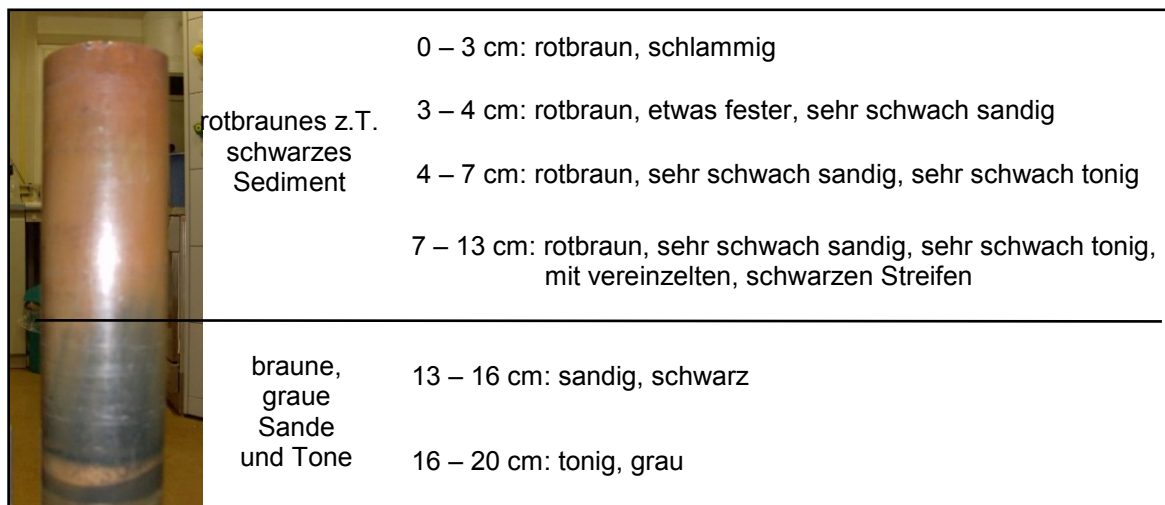 0 – 3 cm: rotbraun, schlammig
3 – 4 cm: rotbraun, etwas fester, sehr schwach sandig
rotbraunes z.T.
schwarzes
Sediment
4 – 7 cm: rotbraun, sehr schwach sandig, sehr schwach tonig
7 – 13 cm: rotbraun, sehr schwach sandig, sehr schwach tonig,
mit vereinzelten, schwarzen Streifen
braune,
graue
Sande
und Tone
13 – 16 cm: sandig, schwarz
16 – 20 cm: tonig, grau